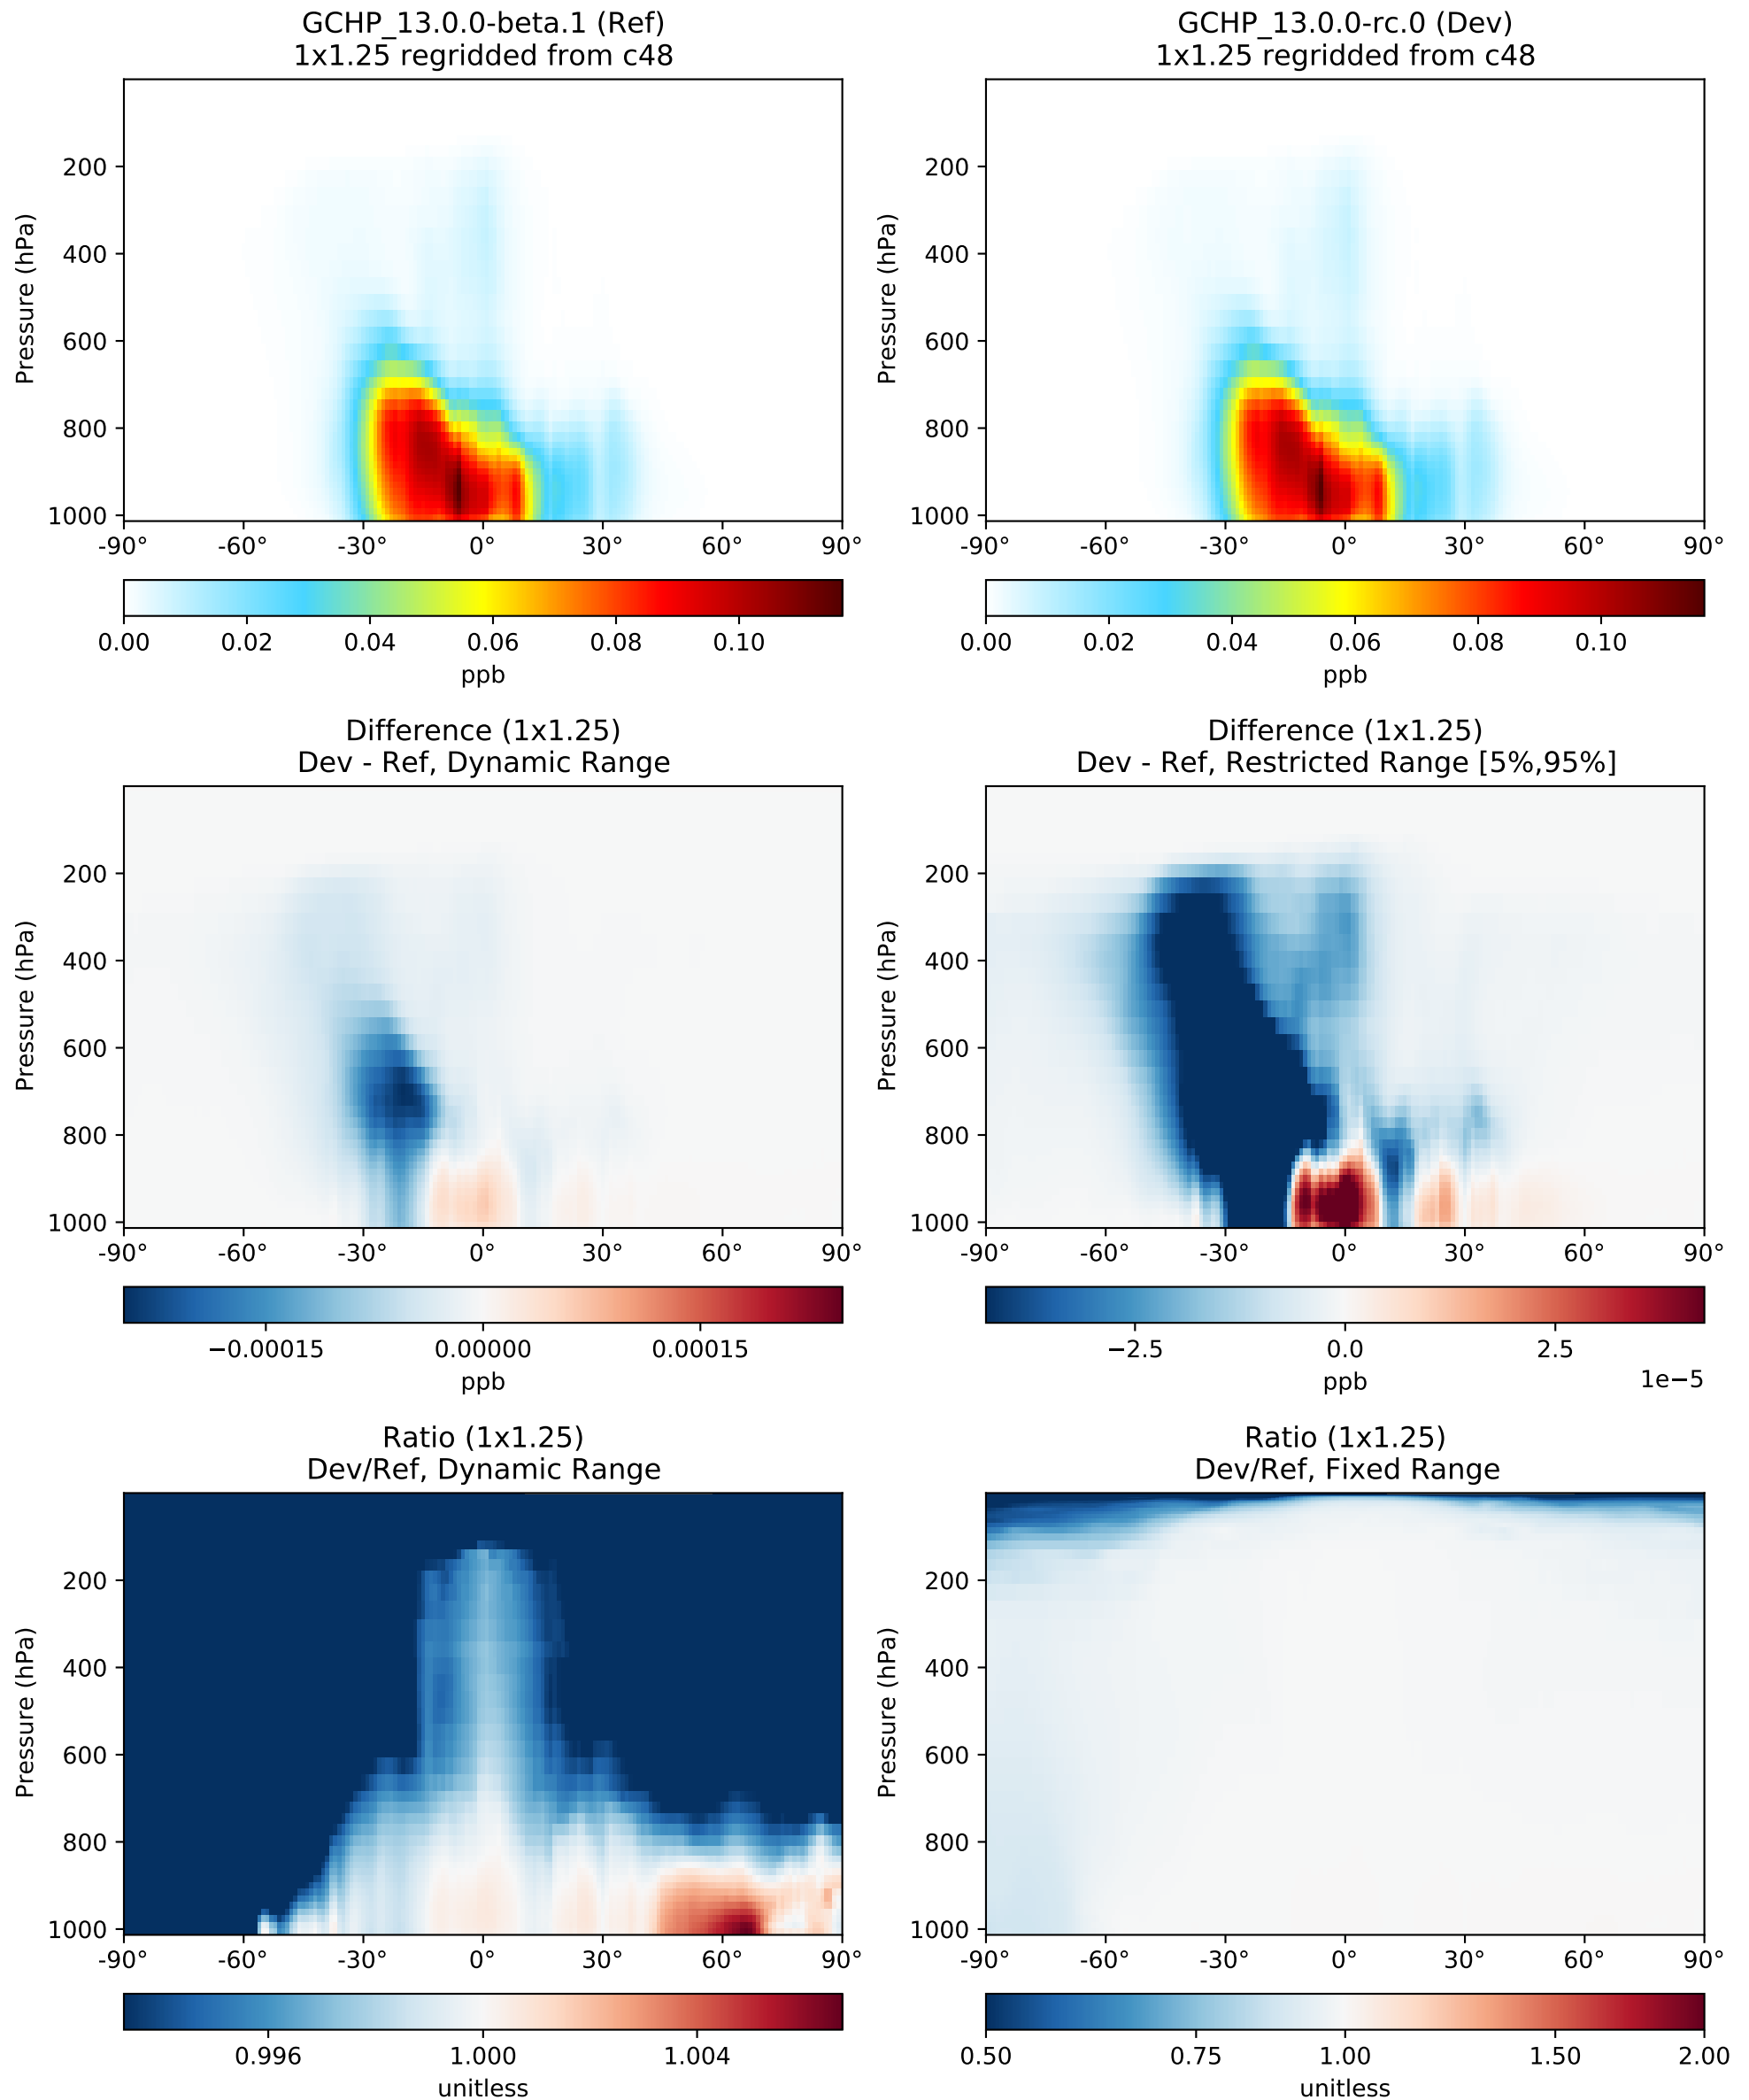 GCHP_13.0.0-beta.1 (Ref)
1x1.25 regridded from c48
Pressure (hPa)
200
400
600
800
1000
-90° -60° -30° 0° 30° 60° 90°
0.00 0.02 0.04 0.06 0.08 0.10
ppb
GCHP_13.0.0-rc.0 (Dev)
1x1.25 regridded from c48
Pressure (hPa)
200
400
600
800
1000
-90° -60° -30° 0° 30° 60° 90°
0.00 0.02 0.04 0.06 0.08 0.10
ppb
Difference (1x1.25)
Dev - Ref, Dynamic Range
Pressure (hPa)
200
400
600
800
1000
-90° -60° -30° 0° 30° 60° 90°
−0.00015 0.00000 0.00015
ppb
Difference (1x1.25)
Dev - Ref, Restricted Range [5%,95%]
Pressure (hPa)
200
400
600
800
1000
-90° -60° -30° 0° 30° 60° 90°
−2.5 0.0 2.5
ppb 1e−5
Ratio (1x1.25)
Dev/Ref, Dynamic Range
Pressure (hPa)
200
400
600
800
1000
-90° -60° -30° 0° 30° 60° 90°
0.996 1.000 1.004
unitless
Ratio (1x1.25)
Dev/Ref, Fixed Range
Pressure (hPa)
200
400
600
800
1000
-90° -60° -30° 0° 30° 60° 90°
0.50 0.75 1.00 1.50 2.00
unitless